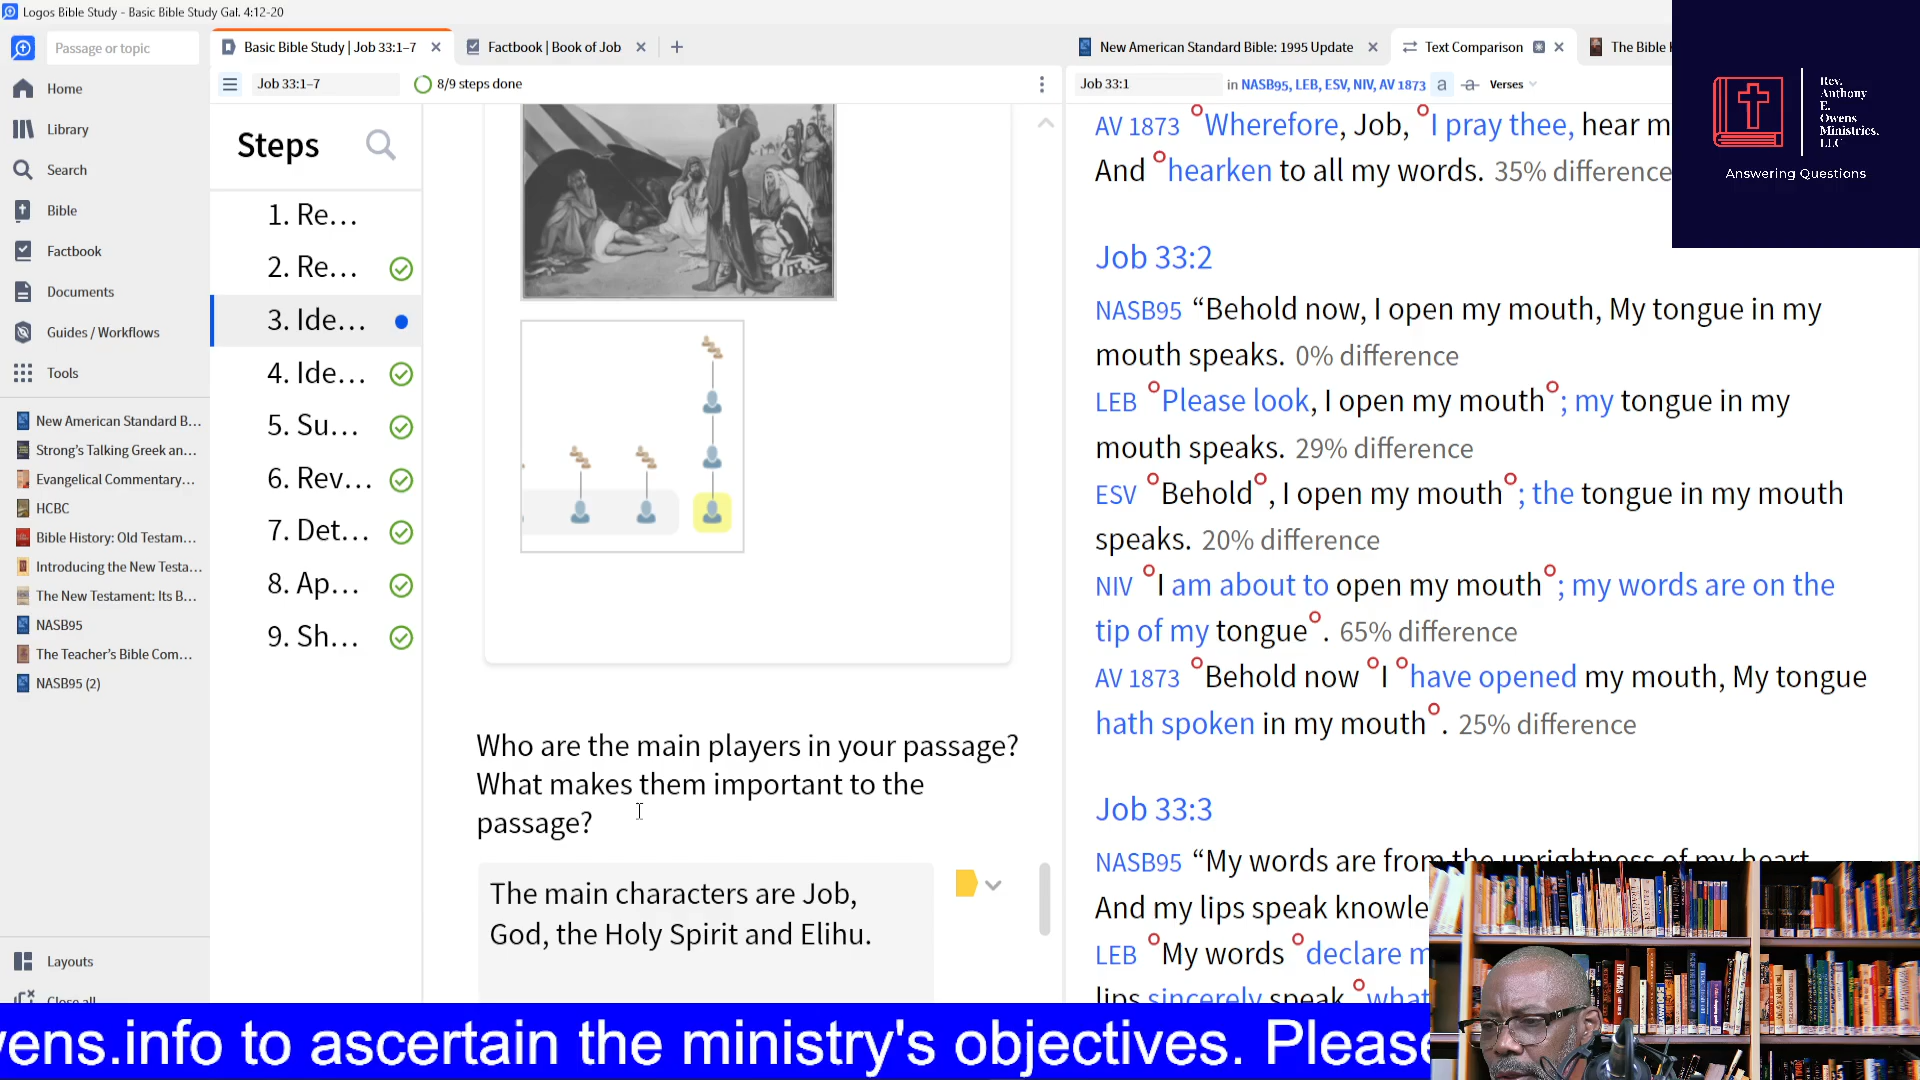 Logos Bible Study - Basic Bible Study Gal. 4:12-20
Passage or topic
Home
Library
Search
Bible
Factbook
Documents
Guides / Workflows
Tools
New American Standard B...
Strong's Talking Greek an...
Evangelical Commentary...
HCBC
Bible History: Old Testam...
Introducing the New Testa...
The New Testament: Its B...
NASB95
The Teacher's Bible Com...
NASB95 (2)
Layouts
Close all
Basic Bible Study | Job 33:1–7
Factbook | Book of Job
Job 33:1–7
8/9 steps done
Steps
1. Re...
2. Re...
3. Ide...
4. Ide...
5. Su...
6. Rev...
7. Det...
8. Ap...
9. Sh...
Who are the main players in your passage?
What makes them important to the
passage?
The main characters are Job,
God, the Holy Spirit and Elihu.
New American Standard Bible: 1995 Update
Text Comparison
The Bible
Job 33:1
in NASB95, LEB, ESV, NIV, AV 1873
a
a
Verses
AV 1873 Wherefore, Job, I pray thee, hear m
And hearken to all my words. 35% difference
Job 33:2
NASB95 “Behold now, I open my mouth, My tongue in my
mouth speaks. 0% difference
LEB Please look, I open my mouth; my tongue in my
mouth speaks. 29% difference
ESV Behold, I open my mouth; the tongue in my mouth
speaks. 20% difference
NIV I am about to open my mouth; my words are on the
tip of my tongue. 65% difference
AV 1873 Behold now I have opened my mouth, My tongue
hath spoken in my mouth. 25% difference
Job 33:3
NASB95 “My words are from the uprightness of my heart
And my lips speak knowle
LEB My words declare m
lips sincerely speak what
Rev.
Anthony
E.
Owens
Ministries,
LLC
Answering Questions
vens.info to ascertain the ministry's objectives. Please